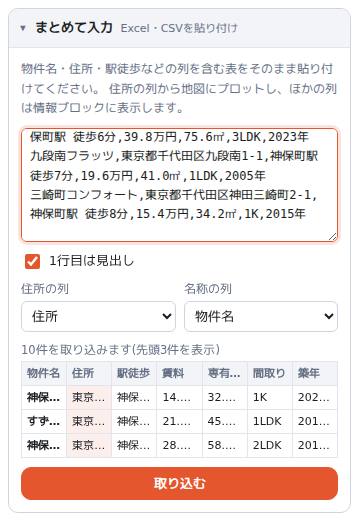 ▼ まとめて入力 Excel・CSVを貼り付け
物件名・住所・駅徒歩などの列を含む表をそのまま貼り付
けてください。 住所の列から地図にプロットし、ほかの列
は情報ブロックに表示します。
保町駅 徒歩6分,39.8万円,75.6㎡,3LDK,2023年
九段南フラッツ,東京都千代田区九段南1-1,神保町駅
徒歩7分,19.6万円,41.0㎡,1LDK,2005年
三崎町コンフォート,東京都千代田区神田三崎町2-1,
神保町駅 徒歩8分,15.4万円,34.2㎡,1K,2015年
1行目は見出し
住所の列 名称の列
住所 物件名
10件を取り込みます(先頭3件を表示)
物件名 住所 駅徒歩 賃料 専有… 間取り 築年
神保… 東京… 神保… 14.… 32.… 1K 202…
すず… 東京… 神保… 21.… 45.… 1LDK 201…
神保… 東京… 神保… 28.… 58.… 2LDK 201…
取り込む